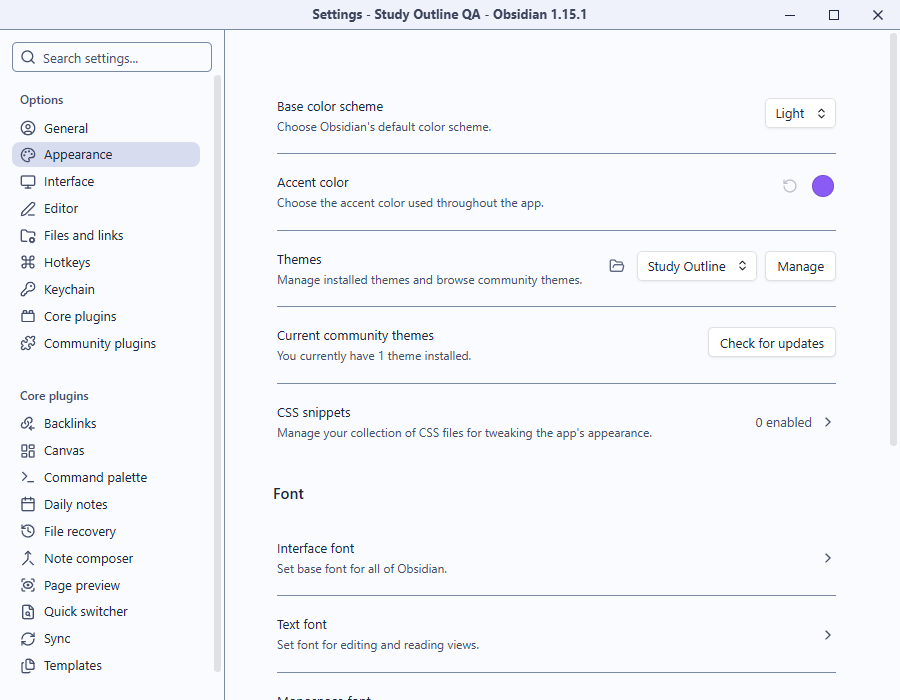 Settings - Study Outline QA - Obsidian 1.15.1
Search settings...
Options
General
Appearance
Interface
Editor
Files and links
Hotkeys
Keychain
Core plugins
Community plugins
Core plugins
Backlinks
Canvas
Command palette
Daily notes
File recovery
Note composer
Page preview
Quick switcher
Sync
Templates
Base color scheme
Choose Obsidian's default color scheme.
Light
Accent color
Choose the accent color used throughout the app.
Themes
Manage installed themes and browse community themes.
Study Outline
Manage
Current community themes
You currently have 1 theme installed.
Check for updates
CSS snippets
Manage your collection of CSS files for tweaking the app's appearance.
0 enabled
Font
Interface font
Set base font for all of Obsidian.
Text font
Set font for editing and reading views.
Monospace font